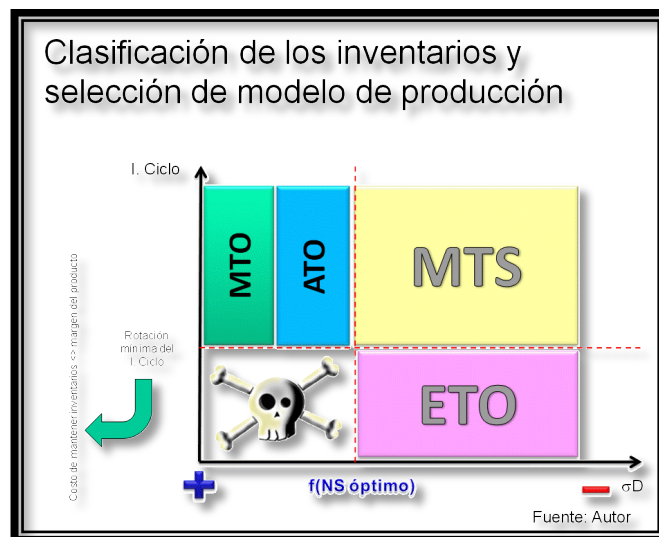 Clasificación de los inventarios y
selección de modelo de producción
I. Ciclo
MTO
ATO
MTS
Costo de mantener inventarios <> margen del producto
Rotación
mínima del
I. Ciclo
ETO
f(NS óptimo)
σD
Fuente: Autor